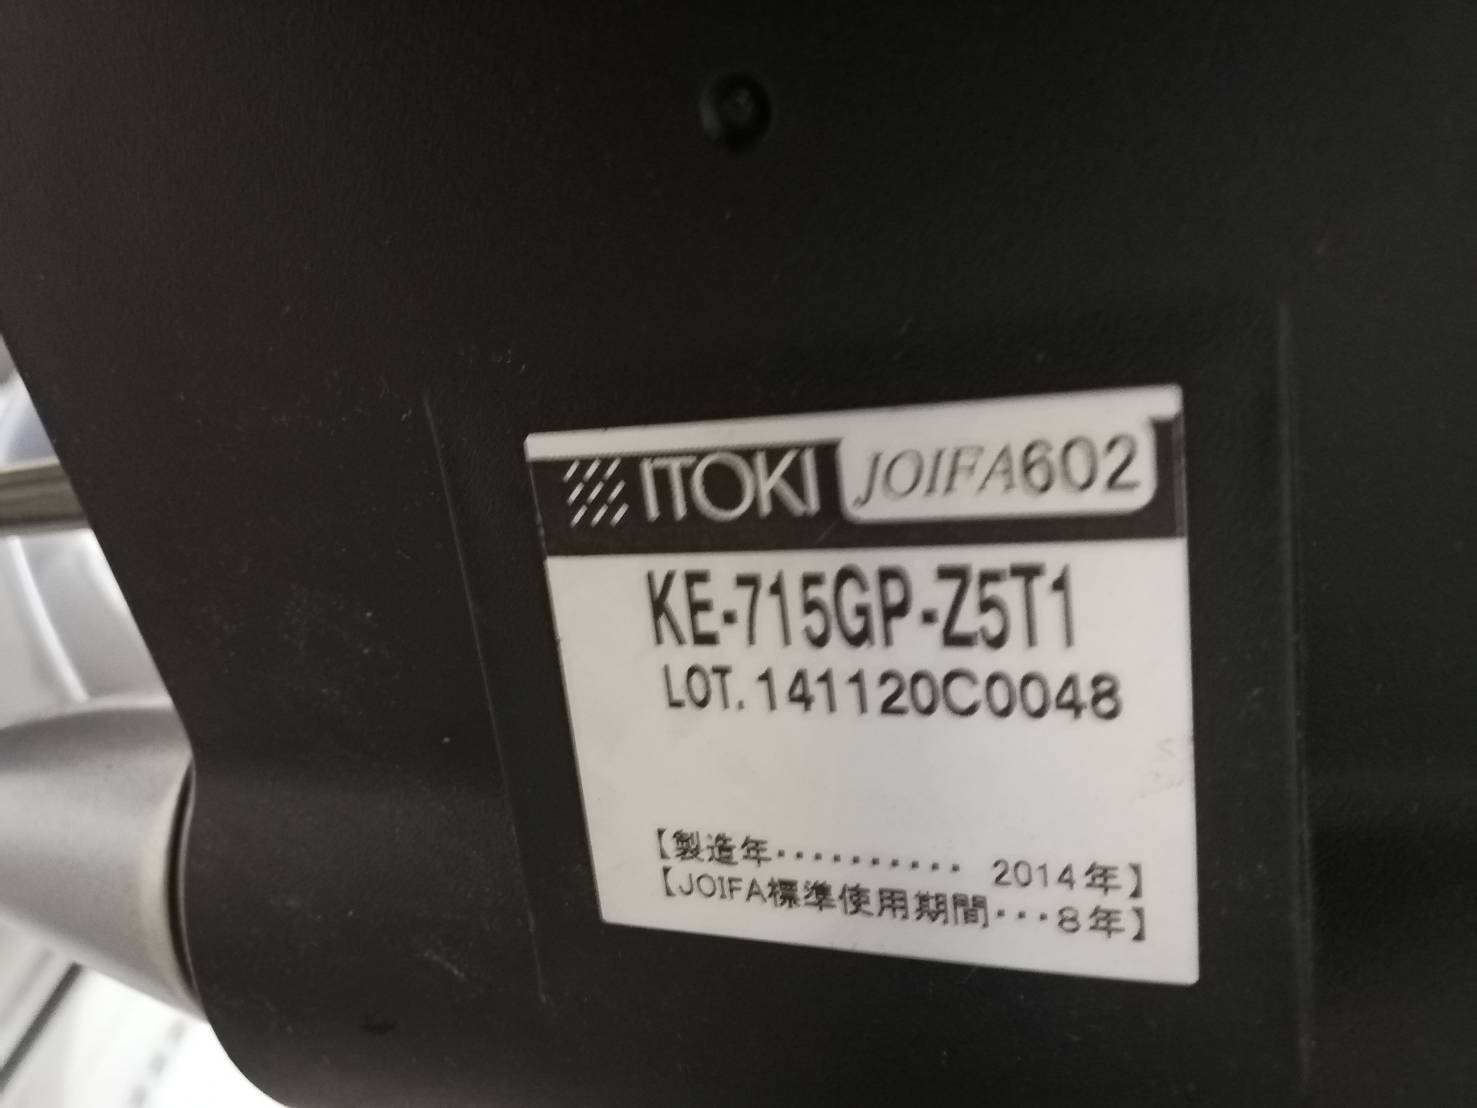 ITOKI JOIFA602
KE-715GP-Z5T1
LOT. 141120C0048
【製造年・・・・・・・・・・ 2014年】
【JOIFA標準使用期間・・・8年】